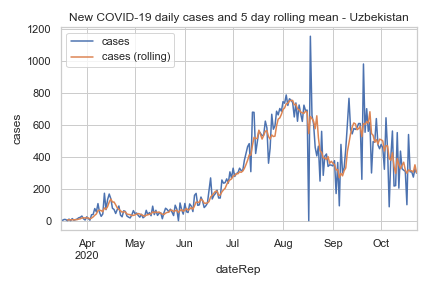 New COVID-19 daily cases and 5 day rolling mean - Uzbekistan
cases
cases (rolling)
1200
1000
800
600
400
200
0
cases
Apr
2020
May
Jun
Jul
Aug
Sep
Oct
dateRep